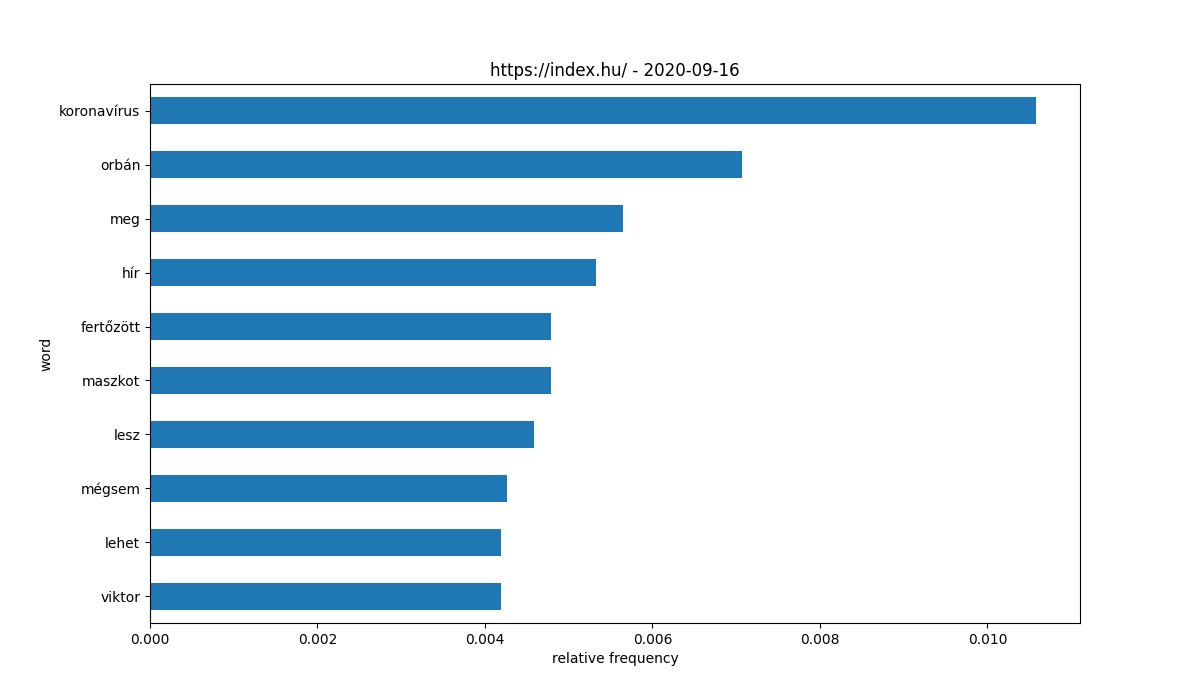 https://index.hu/ - 2020-09-16
koronavírus
orbán
meg
hír
fertőzött
maszkot
lesz
mégsem
lehet
viktor
word
0.000 0.002 0.004 0.006 0.008 0.010
relative frequency